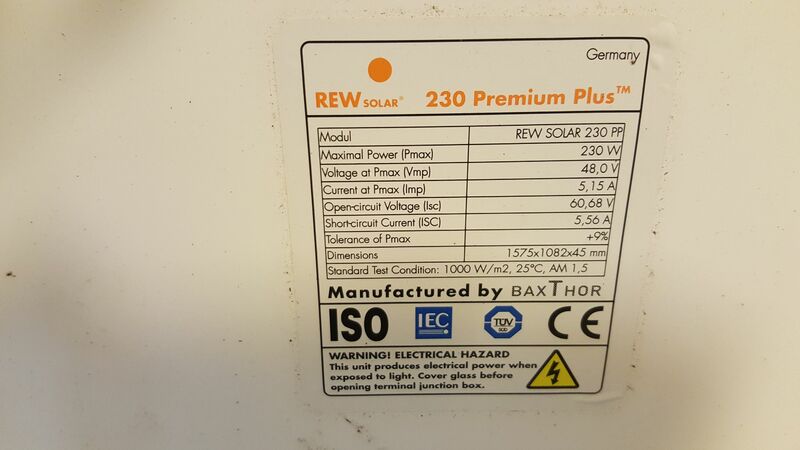 Germany
REW SOLAR® 230 Premium Plus™
Modul REW SOLAR 230 PP
Maximal Power (Pmax) 230 W
Voltage at Pmax (Vmp) 48,0 V
Current at Pmax (Imp) 5,15 A
Open-circuit Voltage (Isc) 60,68 V
Short-circuit Current (ISC) 5,56 A
Tolerance of Pmax +9%
Dimensions 1575x1082x45 mm
Standard Test Condition: 1000 W/m2, 25°C, AM 1,5
Manufactured by BAXTHOR
ISO IEC TÜV SÜD CE
WARNING! ELECTRICAL HAZARD
This unit produces electrical power when
exposed to light. Cover glass before
opening terminal junction box.